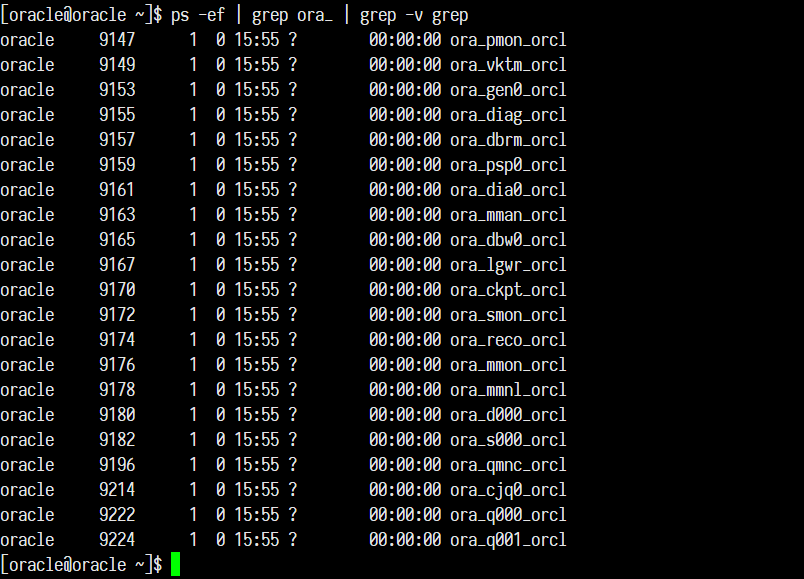 [oracle@oracle ~]$ ps -ef | grep ora_ | grep -v grep
oracle     9147      1  0 15:55 ?        00:00:00 ora_pmon_orcl
oracle     9149      1  0 15:55 ?        00:00:00 ora_vktm_orcl
oracle     9153      1  0 15:55 ?        00:00:00 ora_gen0_orcl
oracle     9155      1  0 15:55 ?        00:00:00 ora_diag_orcl
oracle     9157      1  0 15:55 ?        00:00:00 ora_dbrm_orcl
oracle     9159      1  0 15:55 ?        00:00:00 ora_psp0_orcl
oracle     9161      1  0 15:55 ?        00:00:00 ora_dia0_orcl
oracle     9163      1  0 15:55 ?        00:00:00 ora_mman_orcl
oracle     9165      1  0 15:55 ?        00:00:00 ora_dbw0_orcl
oracle     9167      1  0 15:55 ?        00:00:00 ora_lgwr_orcl
oracle     9170      1  0 15:55 ?        00:00:00 ora_ckpt_orcl
oracle     9172      1  0 15:55 ?        00:00:00 ora_smon_orcl
oracle     9174      1  0 15:55 ?        00:00:00 ora_reco_orcl
oracle     9176      1  0 15:55 ?        00:00:00 ora_mmon_orcl
oracle     9178      1  0 15:55 ?        00:00:00 ora_mmnl_orcl
oracle     9180      1  0 15:55 ?        00:00:00 ora_d000_orcl
oracle     9182      1  0 15:55 ?        00:00:00 ora_s000_orcl
oracle     9196      1  0 15:55 ?        00:00:00 ora_qmnc_orcl
oracle     9214      1  0 15:55 ?        00:00:00 ora_cjq0_orcl
oracle     9222      1  0 15:55 ?        00:00:00 ora_q000_orcl
oracle     9224      1  0 15:55 ?        00:00:00 ora_q001_orcl
[oracle@oracle ~]$